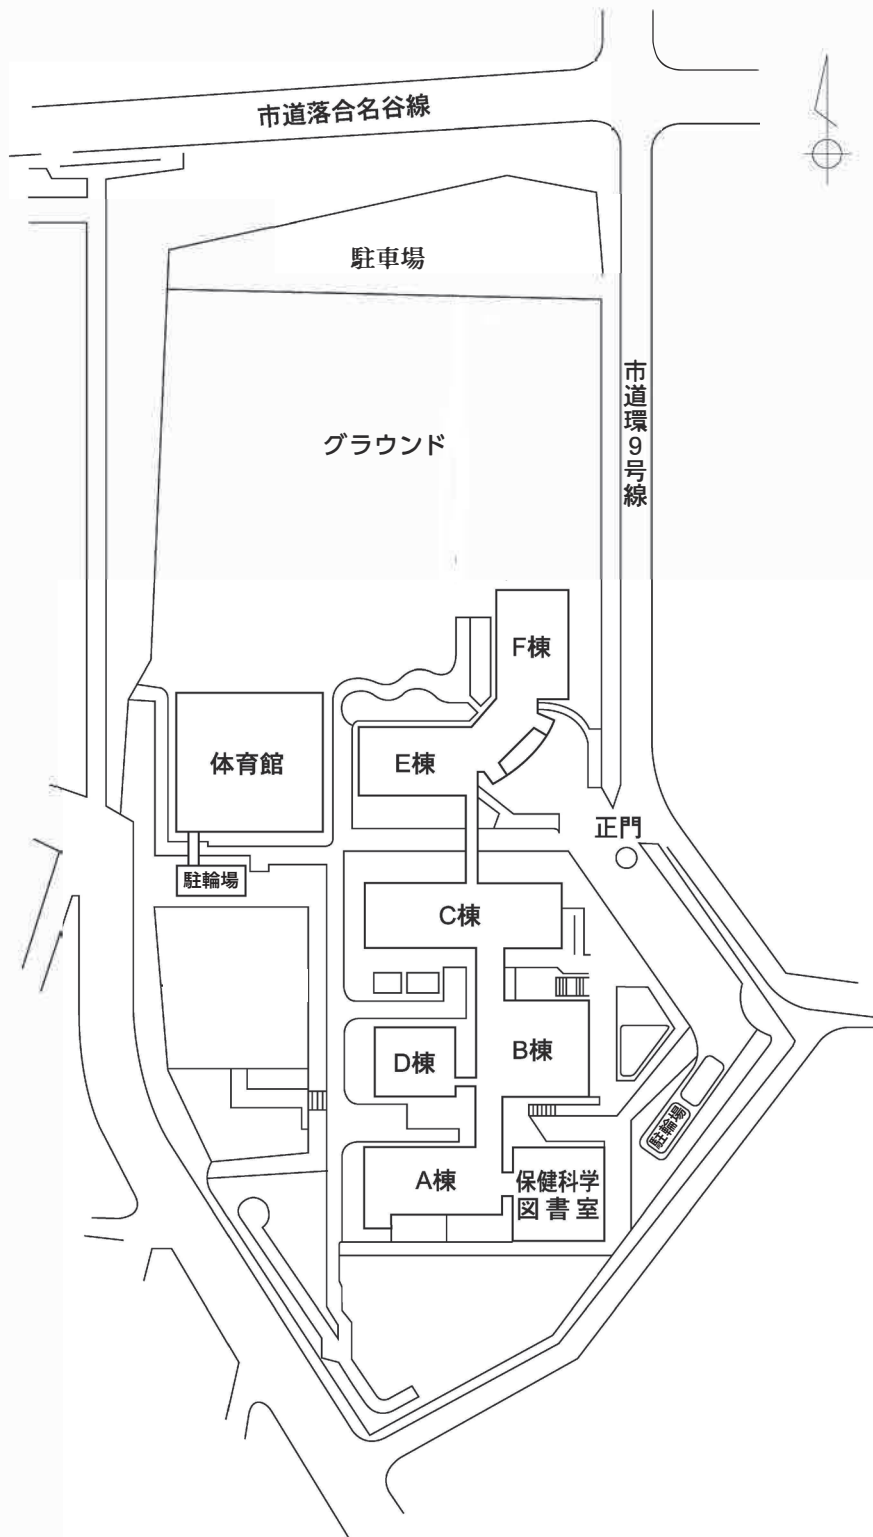 市道落合名谷線
駐車場
市道環9号線
グラウンド
F棟
体育館
E棟
正門
駐輪場
C棟
B棟
D棟
駐輪場
A棟
保健科学
図書室